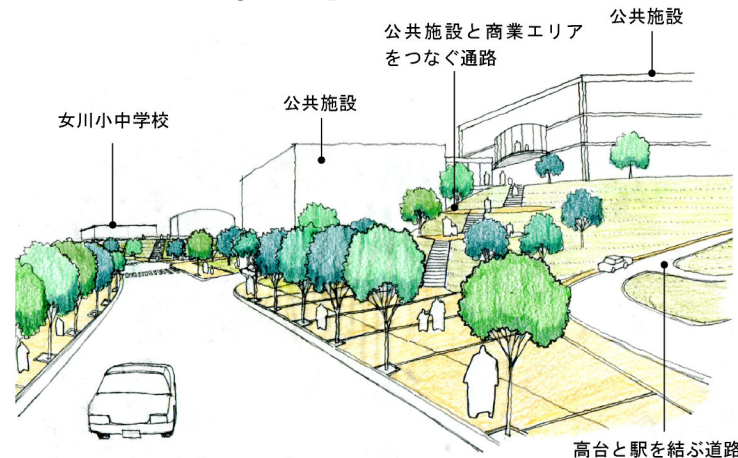 公共施設
公共施設と商業エリア
をつなぐ通路
公共施設
女川小中学校
高台と駅を結ぶ道路